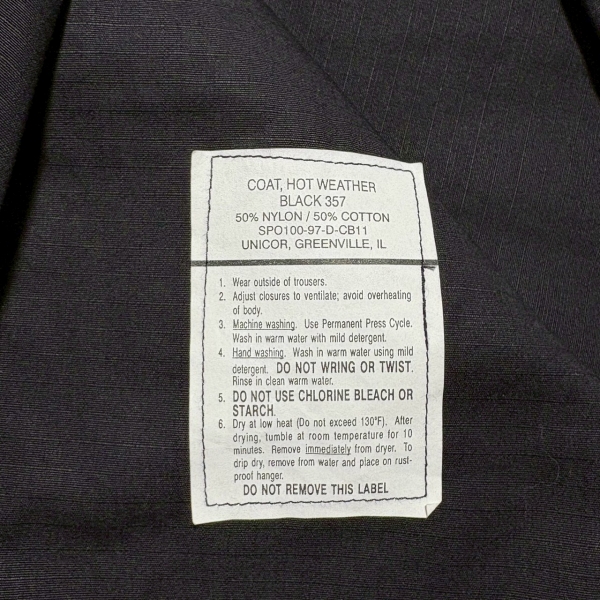 COAT, HOT WEATHER
BLACK 357
50% NYLON / 50% COTTON
SPO100-97-D-CB11
UNICOR, GREENVILLE, IL
1. Wear outside of trousers.
2. Adjust closures to ventilate; avoid overheating
of body.
3. Machine washing. Use Permanent Press Cycle.
Wash in warm water with mild detergent.
4. Hand washing. Wash in warm water using mild
detergent. DO NOT WRING OR TWIST.
Rinse in clean warm water.
5. DO NOT USE CHLORINE BLEACH OR
STARCH.
6. Dry at low heat (Do not exceed 130°F). After
drying, tumble at room temperature for 10
minutes. Remove immediately from dryer. To
drip dry, remove from water and place on rust-
proof hanger.
DO NOT REMOVE THIS LABEL